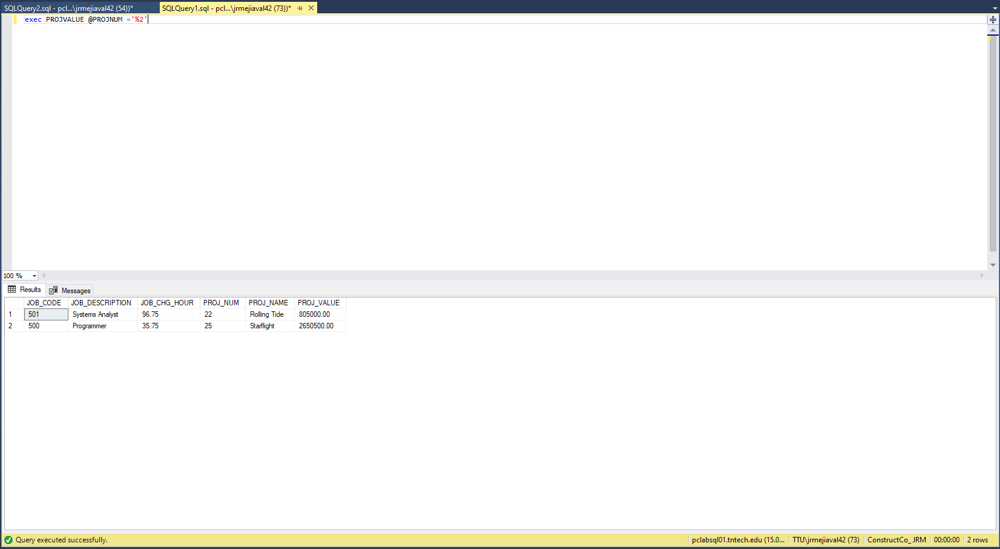 SQLQuery2.sql - pcl...\jrmejiaval42 (54))* SQLQuery1.sql - pcl...\jrmejiaval42 (73))*
exec PROJVALUE @PROJNUM ='%2'
100 %
Results Messages
JOB_CODE JOB_DESCRIPTION JOB_CHG_HOUR PROJ_NUM PROJ_NAME PROJ_VALUE
1 501 Systems Analyst 96.75 22 Rolling Tide 805000.00
2 500 Programmer 35.75 25 Starflight 2650500.00
Query executed successfully. pclabsql01.tntech.edu (15.0... TTU\jrmejiaval42 (73) ConstructCo_JRM 00:00:00 2 rows